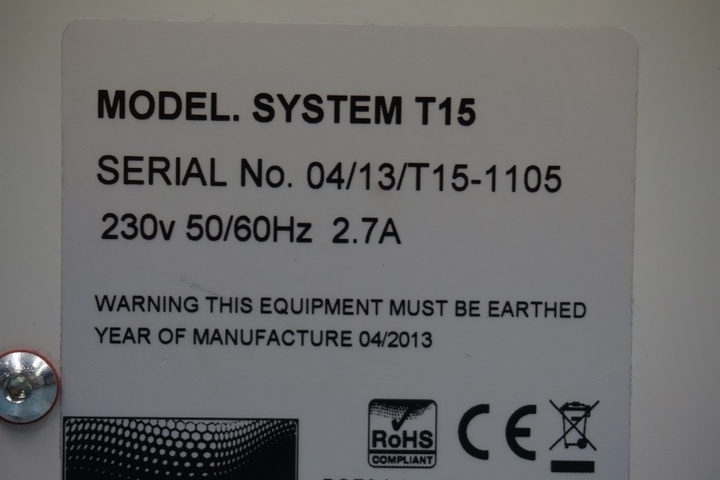 MODEL. SYSTEM T15
SERIAL No. 04/13/T15-1105
230v 50/60Hz 2.7A
WARNING THIS EQUIPMENT MUST BE EARTHED
YEAR OF MANUFACTURE 04/2013
RoHS
COMPLIANT
CE